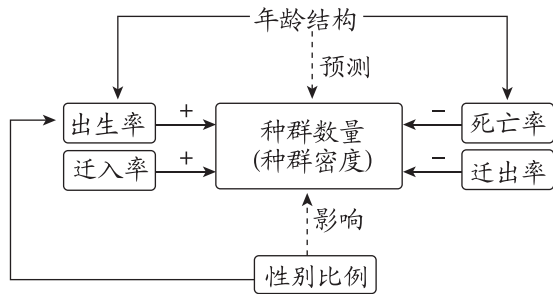 年龄结构
预测
出生率
+
种群数量
(种群密度)
−
死亡率
迁入率
+
−
迁出率
影响
性别比例